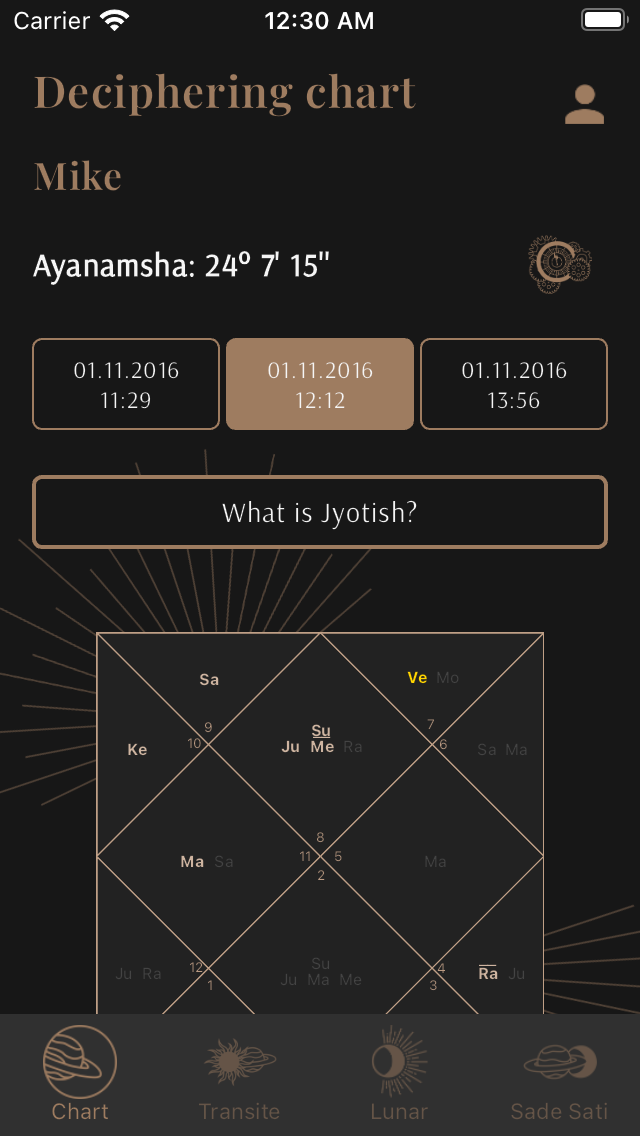 Carrier 12:30 AM
Deciphering chart
Mike
Ayanamsha: 24º 7' 15"
01.11.2016 01.11.2016 01.11.2016
11:29 12:12 13:56
What is Jyotish?
Sa Ve Mo
9 Su 7
Ke 10 Ju Me Ra 6 Sa Ma
8
11 5
Ma Sa 2 Ma
Su
12 4
Ju Ra Ju Ma Me Ra Ju
1 3
Chart Transite Lunar Sade Sati